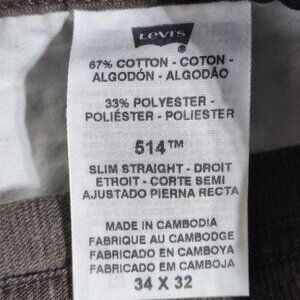 Levi's
®
67% COTTON - COTON -
ALGODÓN - ALGODÃO
33% POLYESTER -
POLIÉSTER - POLIESTER
514™
SLIM STRAIGHT - DROIT
ETROIT - CORTE SEMI
AJUSTADO PIERNA RECTA
MADE IN CAMBODIA
FABRIQUE AU CAMBODGE
FABRICADO EN CAMBOYA
FABRICADO EM CAMBOJA
34 X 32